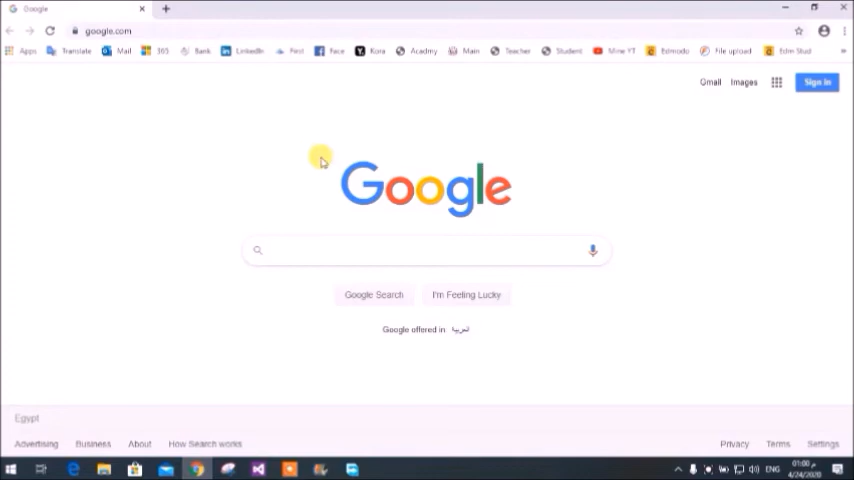 Google
google.com
Apps Translate Mail 365 Bank LinkedIn First Face Kora Acadmy Main Teacher Student Mine YT Edmodo File upload Edm Stud
Gmail Images Sign in
Google
Google Search I'm Feeling Lucky
Google offered in العربية
Egypt
Advertising Business About How Search works Privacy Terms Settings
ENG 01:00 م
4/24/2020